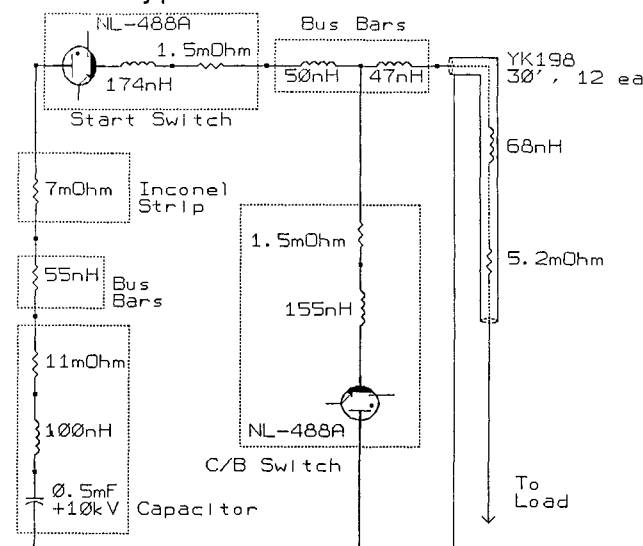 NL-488A
1.5mOhm
174nH
Start Switch
Bus Bars
50nH
47nH
YK198
30', 12 ea
68nH
5.2mOhm
To
Load
7mOhm
Inconel
Strip
55nH
Bus
Bars
11mOhm
100nH
0.5mF
+10kV
Capacitor
1.5mOhm
155nH
NL-488A
C/B Switch